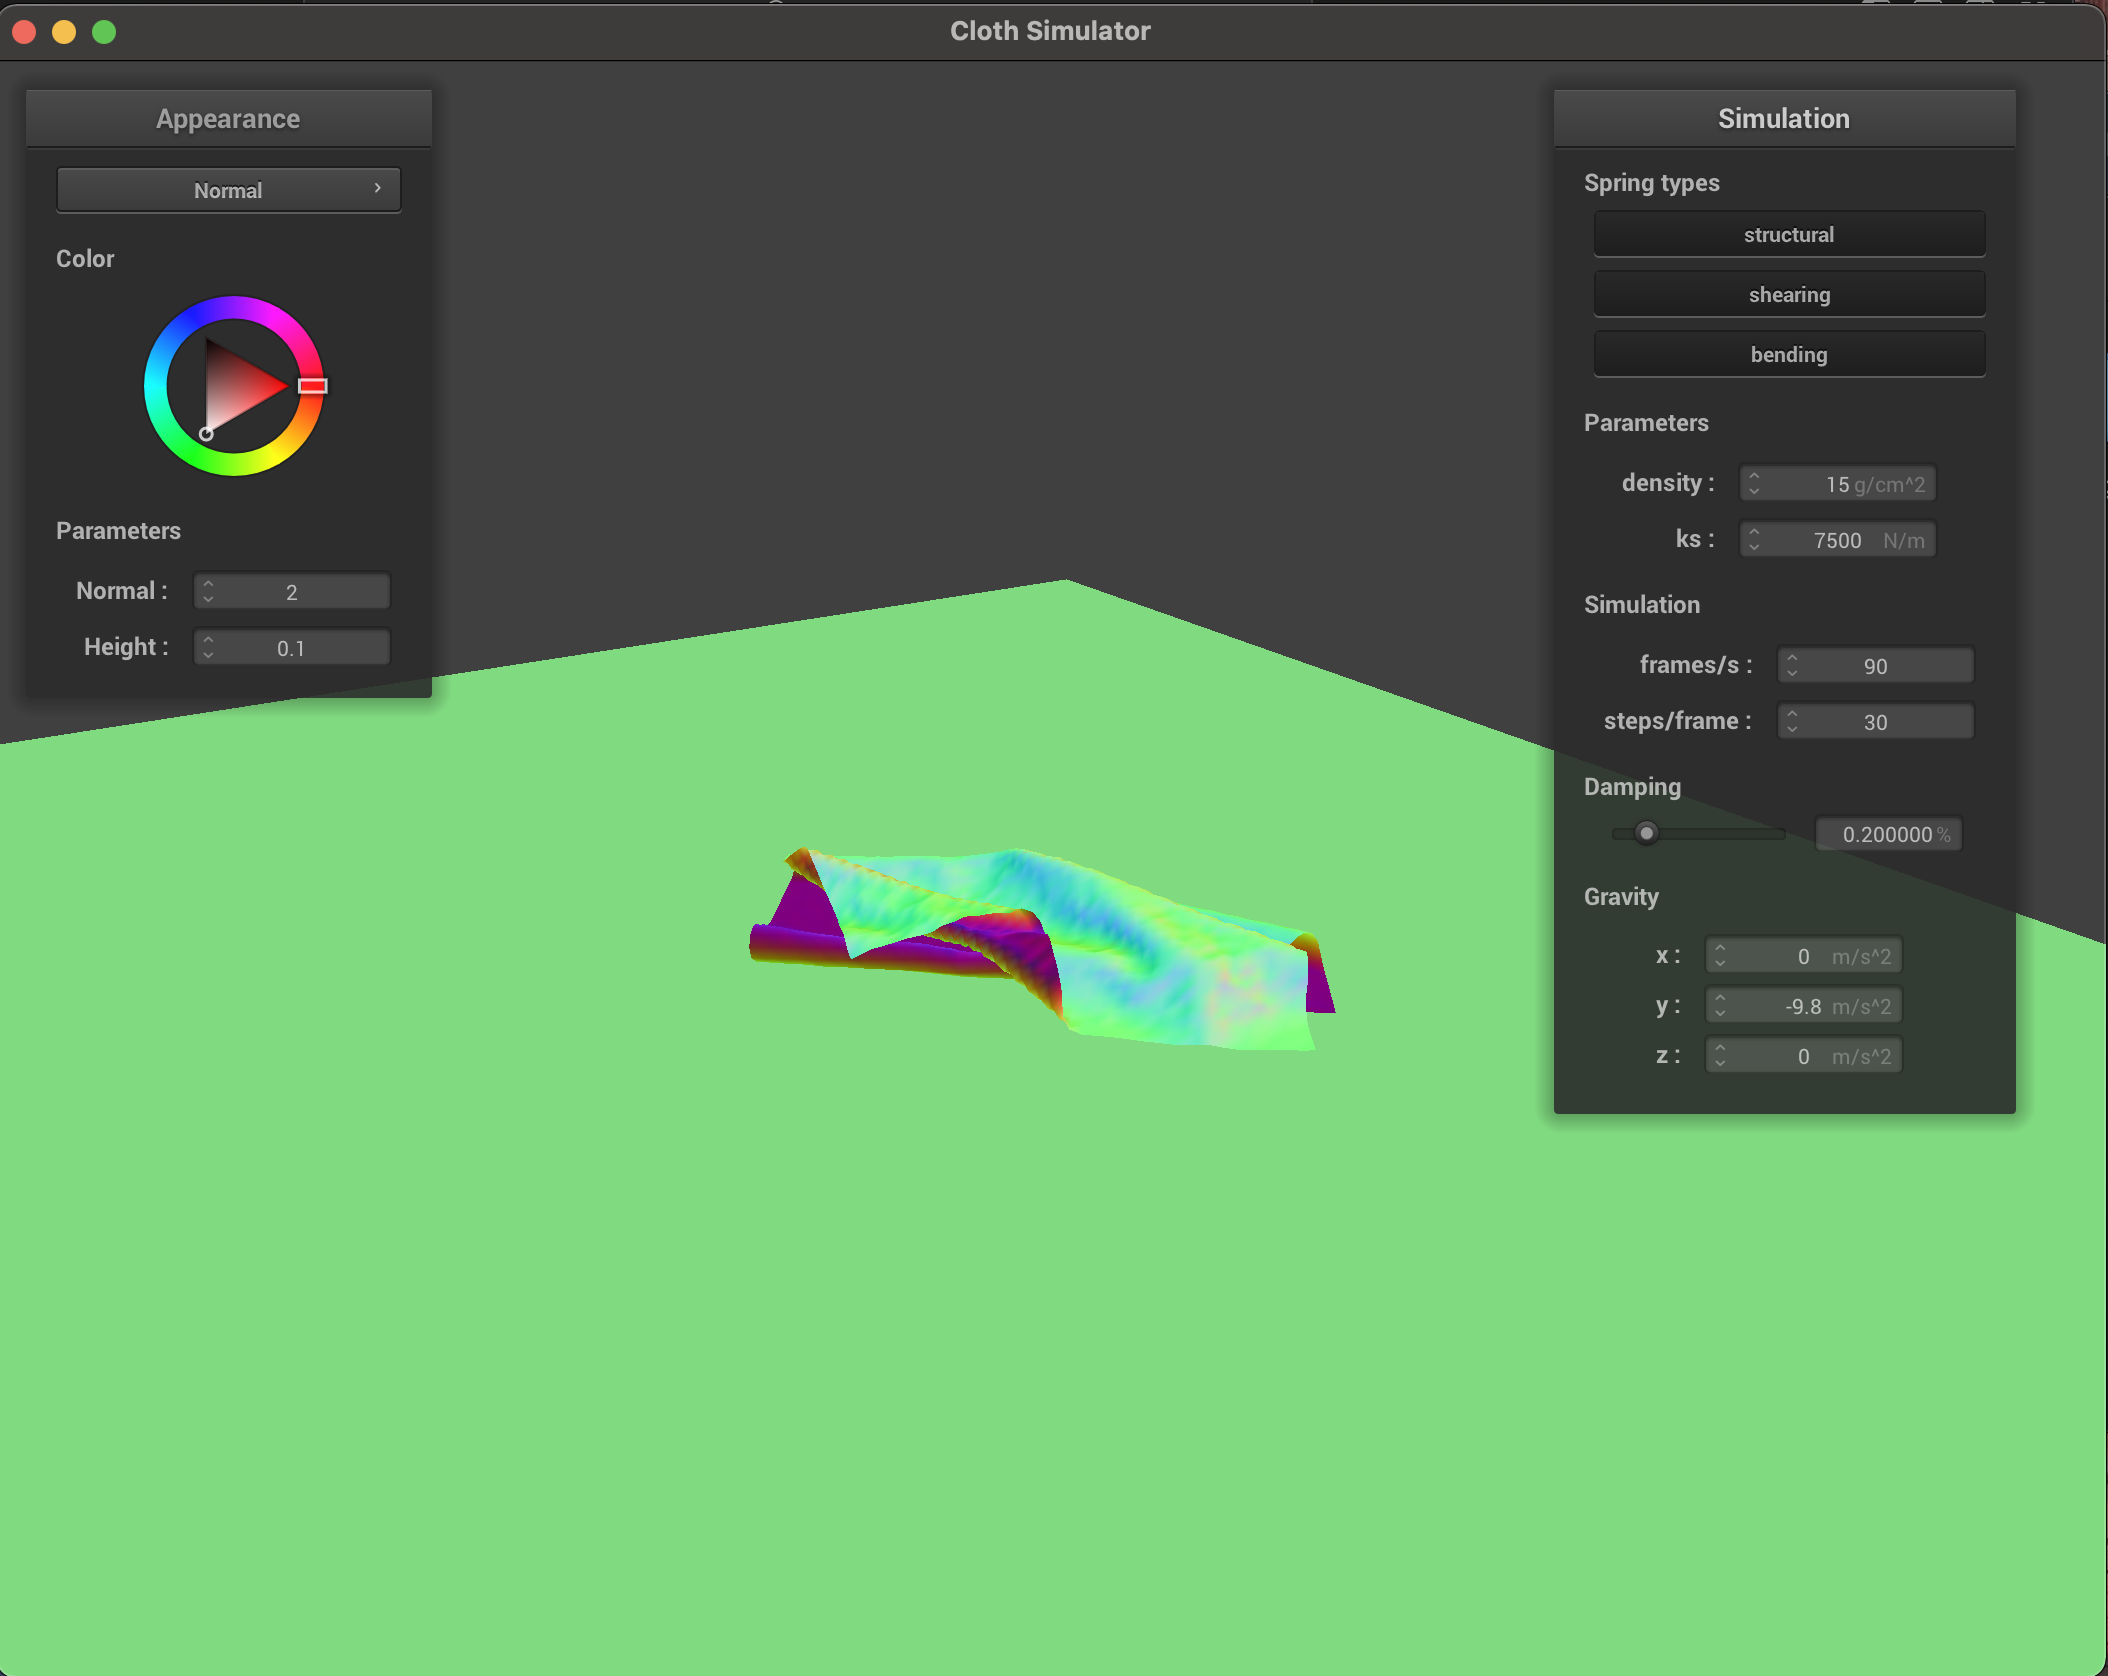 Cloth Simulator
Appearance
Normal
Color
Parameters
Normal : 2
Height : 0.1
Simulation
Spring types
structural
shearing
bending
Parameters
density : 15 g/cm^2
ks : 7500 N/m
Simulation
frames/s : 90
steps/frame : 30
Damping
0.200000 %
Gravity
x : 0 m/s^2
y : -9.8 m/s^2
z : 0 m/s^2